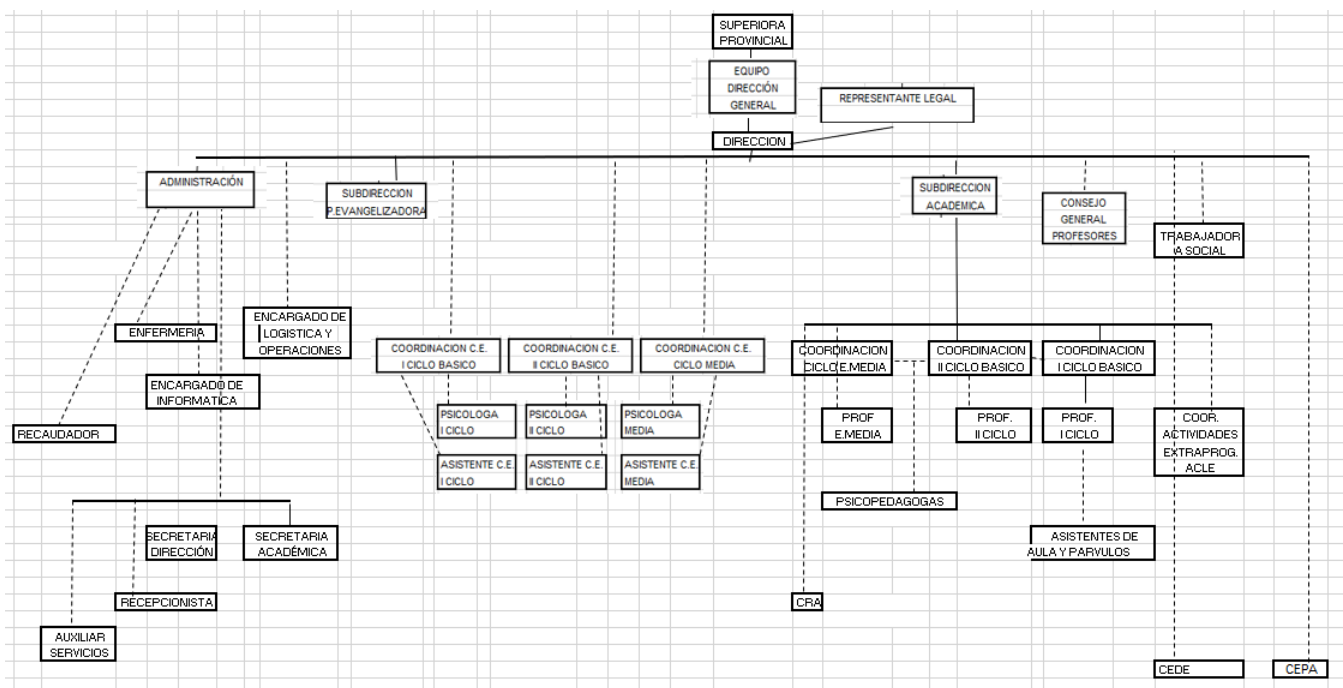 SUPERIORA
PROVINCIAL
EQUIPO
DIRECCIÓN
GENERAL
REPRESENTANTE LEGAL
DIRECCION
ADMINISTRACIÓN
SUBDIRECCION
P.EVANGELIZADORA
SUBDIRECCION
ACADEMICA
CONSEJO
GENERAL
PROFESORES
TRABAJADOR
A SOCIAL
ENFERMERIA
ENCARGADO DE
LOGISTICA Y
OPERACIONES
COORDINACION C.E.
I CICLO BASICO
COORDINACION C.E.
II CICLO BASICO
COORDINACION C.E.
CICLO MEDIA
COORDINACION
CICLO E.MEDIA
COORDINACION
II CICLO BASICO
COORDINACION
I CICLO BASICO
ENCARGADO DE
INFORMATICA
RECAUDADOR
PSICOLOGA
I CICLO
PSICOLOGA
II CICLO
PSICOLOGA
MEDIA
PROF
E.MEDIA
PROF.
II CICLO
PROF.
I CICLO
COOR.
ACTIVIDADES
EXTRAPROG.
ACLE
ASISTENTE C.E.
I CICLO
ASISTENTE C.E.
II CICLO
ASISTENTE C.E.
MEDIA
PSICOPEDAGOGAS
SECRETARIA
DIRECCIÓN
SECRETARIA
ACADÉMICA
ASISTENTES DE
AULA Y PARVULOS
RECEPCIONISTA
CRA
AUXILIAR
SERVICIOS
CEDE
CEPA